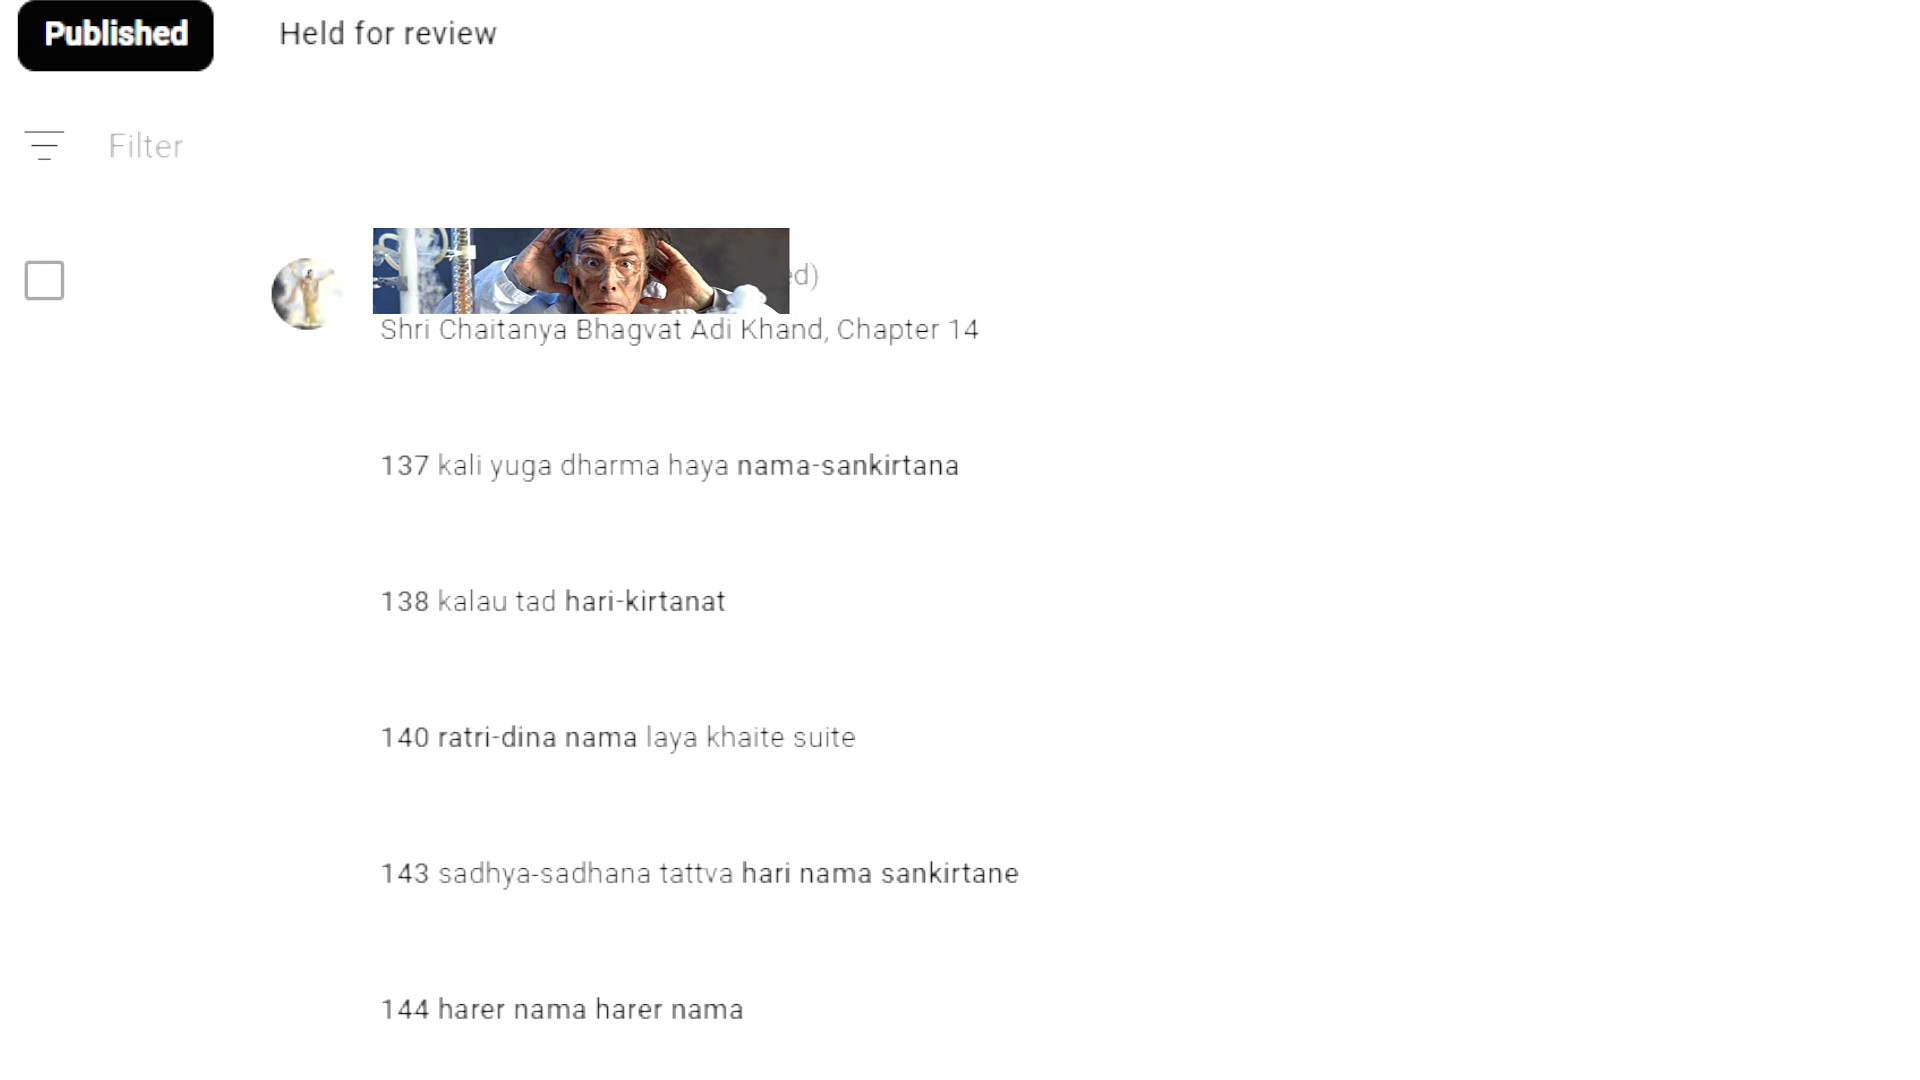 Published Held for review
Filter
ed)
Shri Chaitanya Bhagvat Adi Khand, Chapter 14
137 kali yuga dharma haya nama-sankirtana
138 kalau tad hari-kirtanat
140 ratri-dina nama laya khaite suite
143 sadhya-sadhana tattva hari nama sankirtane
144 harer nama harer nama